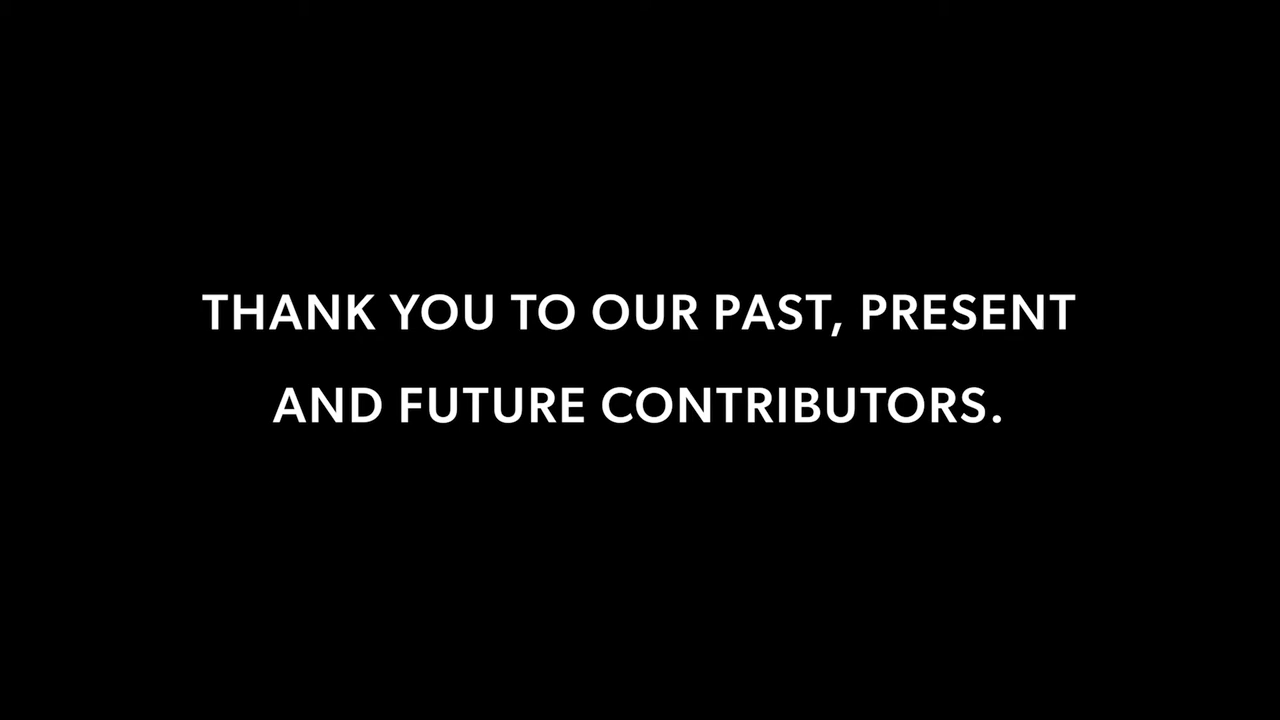 THANK YOU TO OUR PAST, PRESENT
AND FUTURE CONTRIBUTORS.